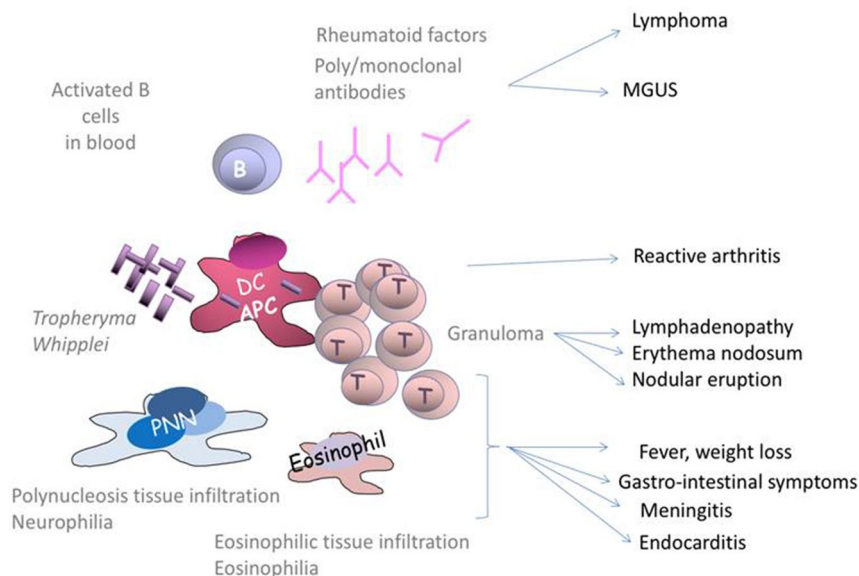 Lymphoma
Rheumatoid factors
Poly/monoclonal
antibodies
MGUS
Activated B
cells
in blood
B
Reactive arthritis
DC
APC
T
T
T
T
T
T
T
Tropheryma
Whipplei
Granuloma
Lymphadenopathy
Erythema nodosum
Nodular eruption
PNN
Eosinophil
Fever, weight loss
Gastro-intestinal symptoms
Meningitis
Endocarditis
Polynucleosis tissue infiltration
Neurophilia
Eosinophilic tissue infiltration
Eosinophilia